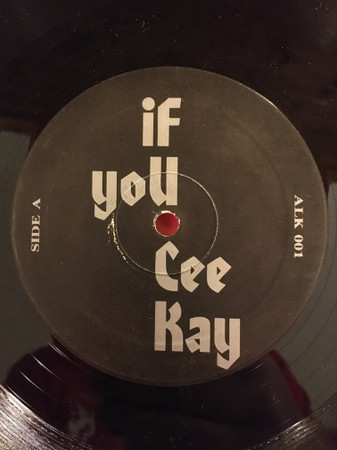 if
yoU
Cee
Kay
SIDE A
ALK 001